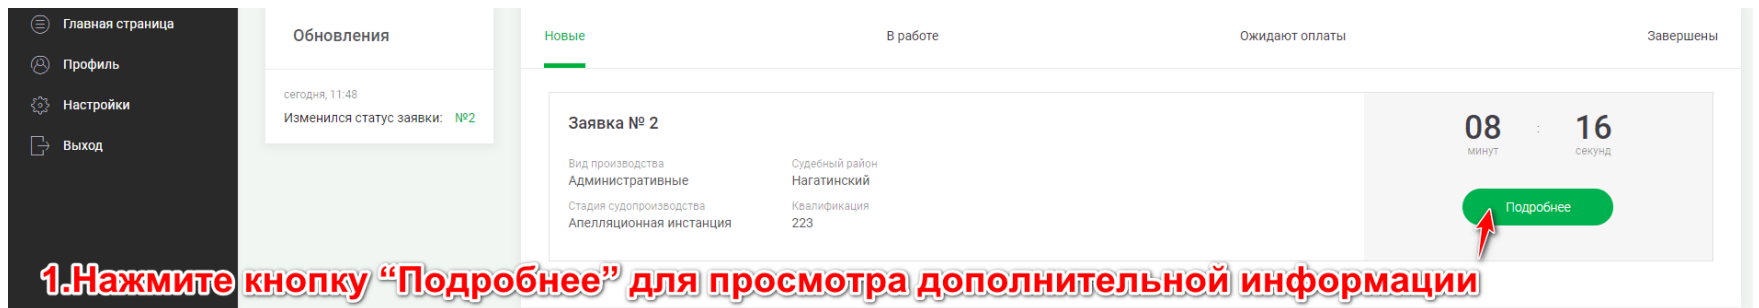 Главная страница
Профиль
Настройки
Выход
Обновления
сегодня, 11:48
Изменился статус заявки: №2
Новые
В работе
Ожидают оплаты
Завершены
Заявка № 2
Вид производства
Административные
Судебный район
Нагатинский
Стадия судопроизводства
Апелляционная инстанция
Квалификация
223
08 : 16
минут секунд
Подробнее
1.Нажмите кнопку “Подробнее” для просмотра дополнительной информации